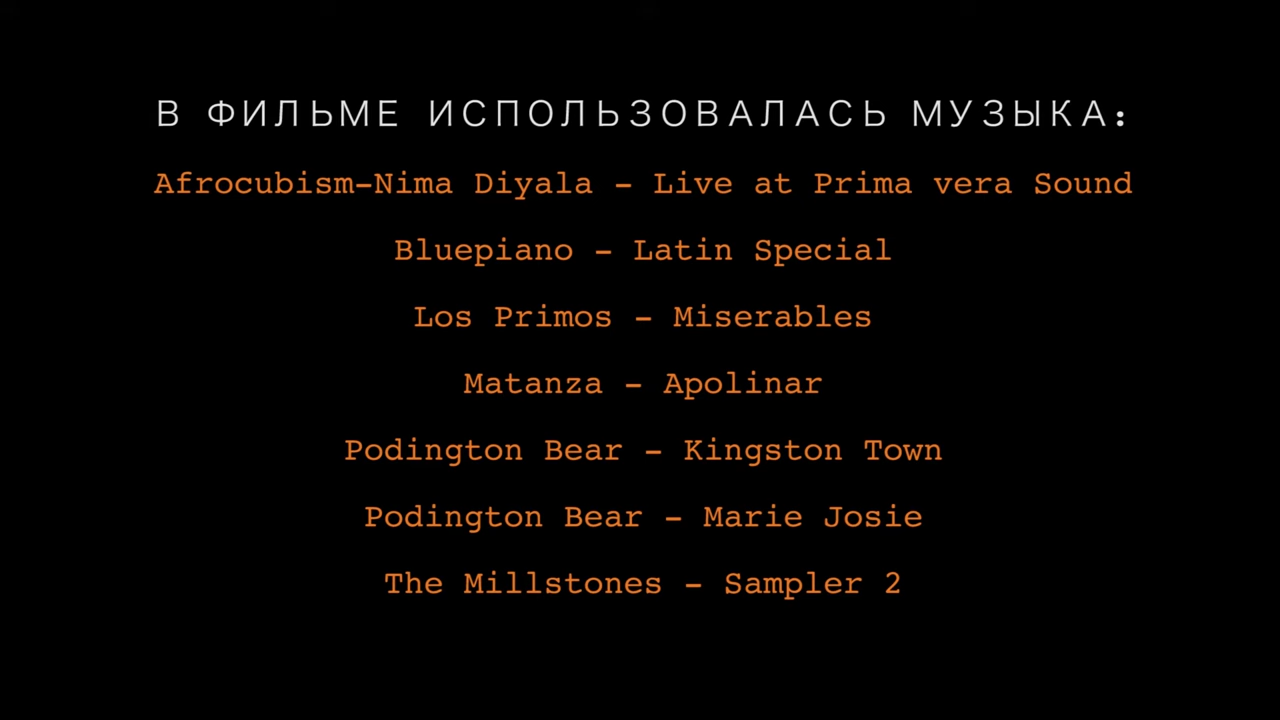 В ФИЛЬМЕ ИСПОЛЬЗОВАЛАСЬ МУЗЫКА:
Afrocubism-Nima Diyala - Live at Prima vera Sound
Bluepiano - Latin Special
Los Primos - Miserables
Matanza - Apolinar
Podington Bear - Kingston Town
Podington Bear - Marie Josie
The Millstones - Sampler 2